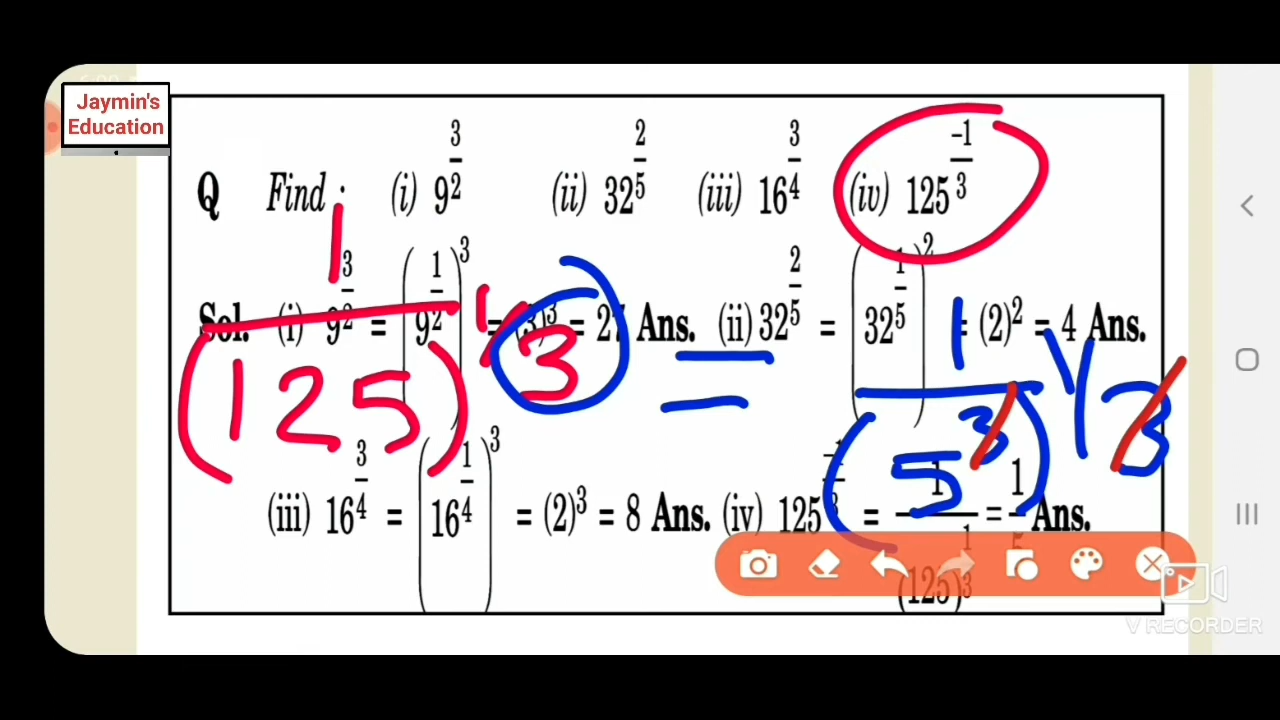 Jaymin's
Education
Q Find : (i) 9^(3/2) (ii) 32^(2/5) (iii) 16^(3/4) (iv) 125^(-1/3)
Sol. (i) 9^(3/2) = (9^(1/2))^3 = (3)^3 = 27 Ans. (ii) 32^(2/5) = (32^(1/5))^2 = (2)^2 = 4 Ans.
1/(125)^(1/3) = 1/(5^3)^(1/3)
(iii) 16^(3/4) = (16^(1/4))^3 = (2)^3 = 8 Ans. (iv) 125^(-1/3) = 1/(125)^(1/3) = 1/5 Ans.
V RECORDER